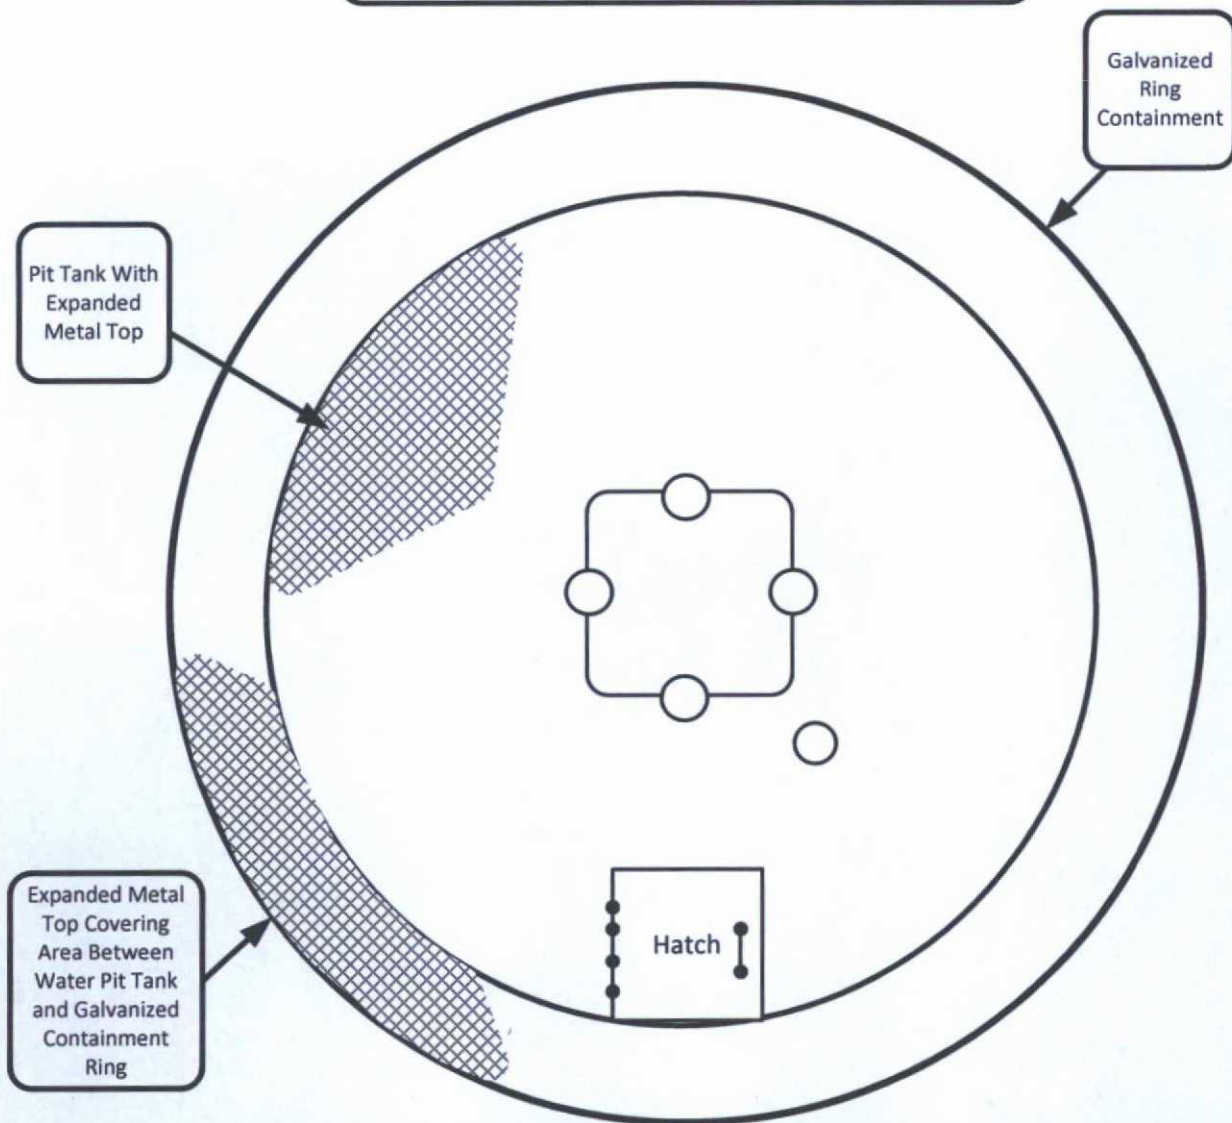 Galvanized
Ring
Containment
Pit Tank With
Expanded
Metal Top
Expanded Metal
Top Covering
Area Between
Water Pit Tank
and Galvanized
Containment
Ring
Hatch